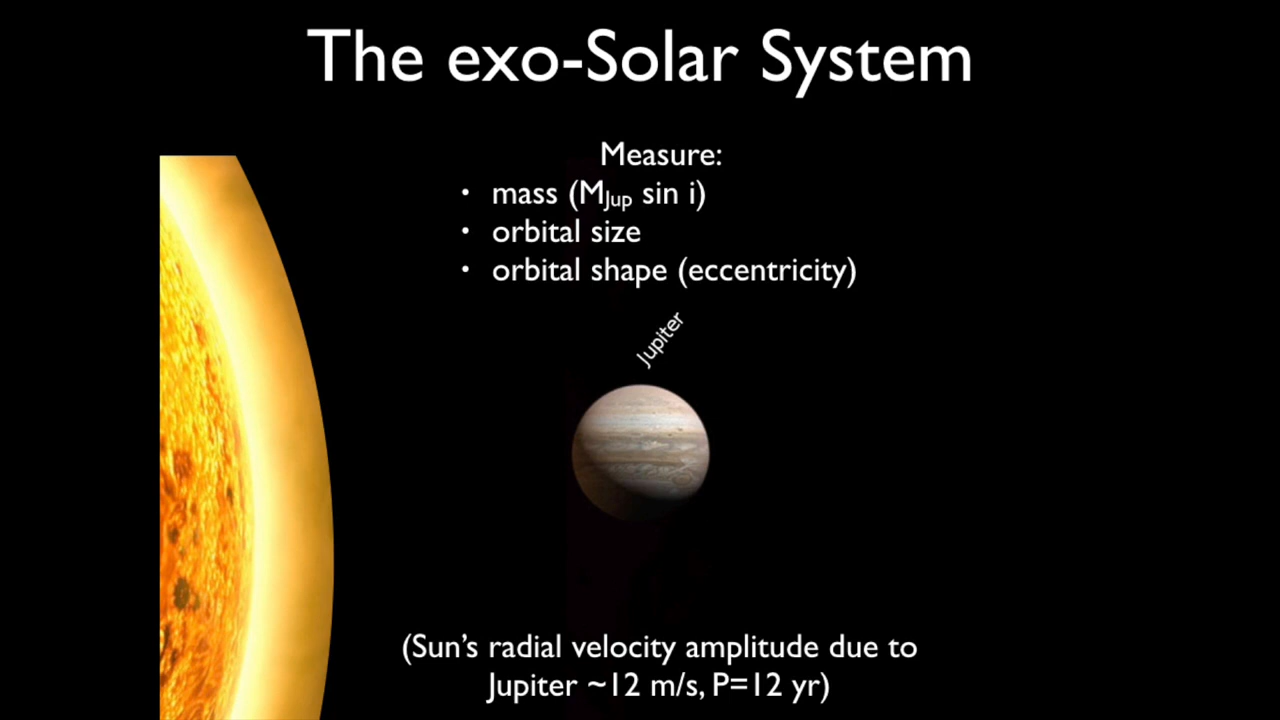 The exo-Solar System
Measure:
• mass (MJup sin i)
• orbital size
• orbital shape (eccentricity)
Jupiter
(Sun's radial velocity amplitude due to
Jupiter ~12 m/s, P=12 yr)